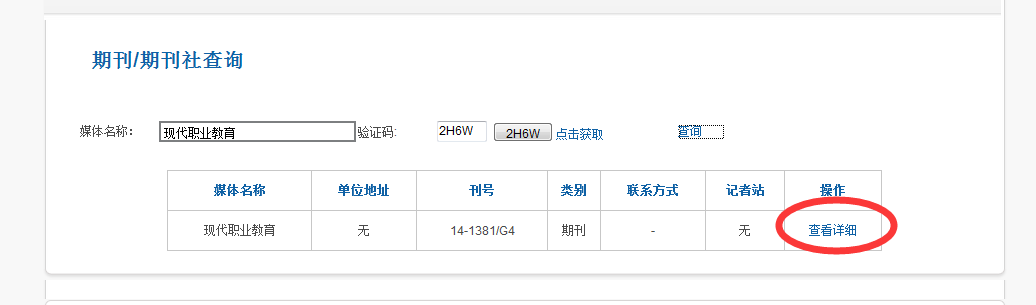 期刊/期刊社查询
媒体名称: 现代职业教育 验证码: 2H6W 2H6W 点击获取 查询
媒体名称 单位地址 刊号 类别 联系方式 记者站 操作
现代职业教育 无 14-1381/G4 期刊 - 无 查看详细